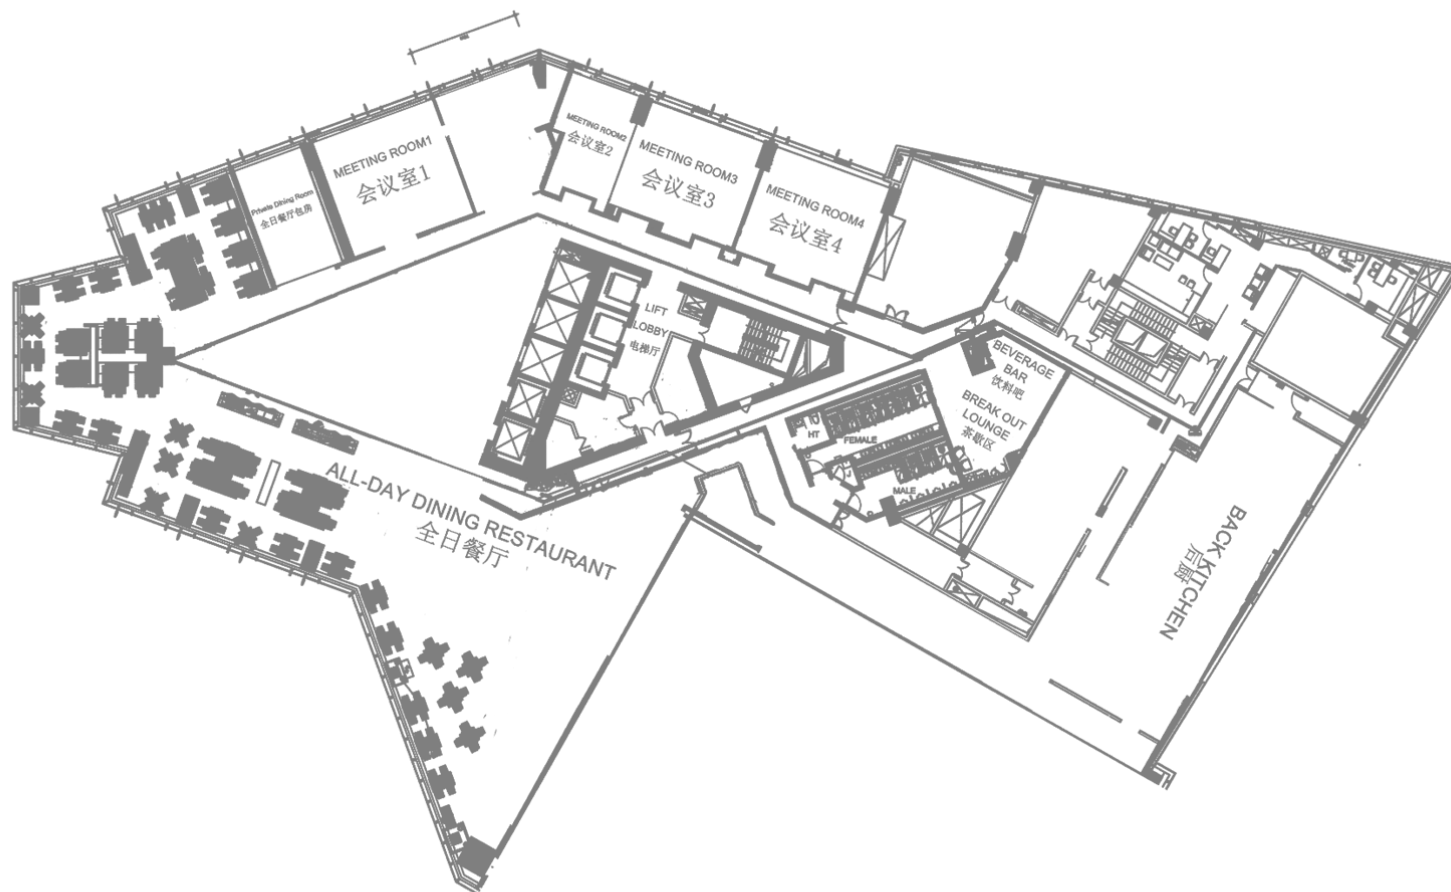 MEETING ROOM1
会议室1
Private Dining Room
全日餐厅包房
MEETING ROOM2
会议室2
MEETING ROOM3
会议室3
MEETING ROOM4
会议室4
LIFT
LOBBY
电梯厅
BEVERAGE
BAR
饮料吧
BREAK OUT
LOUNGE
茶歇区
HT
FEMALE
MALE
ALL-DAY DINING RESTAURANT
全日餐厅
BACK KITCHEN
后厨